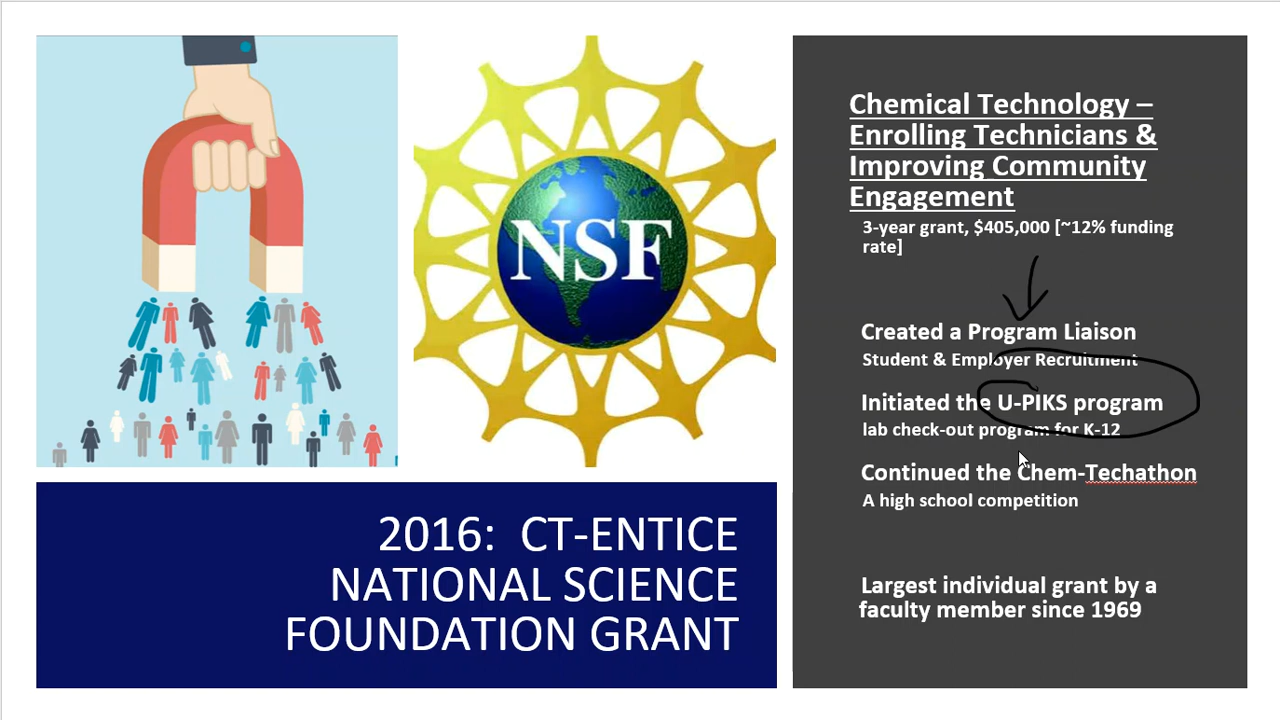 NSF
2016: CT-ENTICE
NATIONAL SCIENCE
FOUNDATION GRANT
Chemical Technology –
Enrolling Technicians &
Improving Community
Engagement
3-year grant, $405,000 [~12% funding
rate]
Created a Program Liaison
Student & Employer Recruitment
Initiated the U-PIKS program
lab check-out program for K-12
Continued the Chem-Techathon
A high school competition
Largest individual grant by a
faculty member since 1969